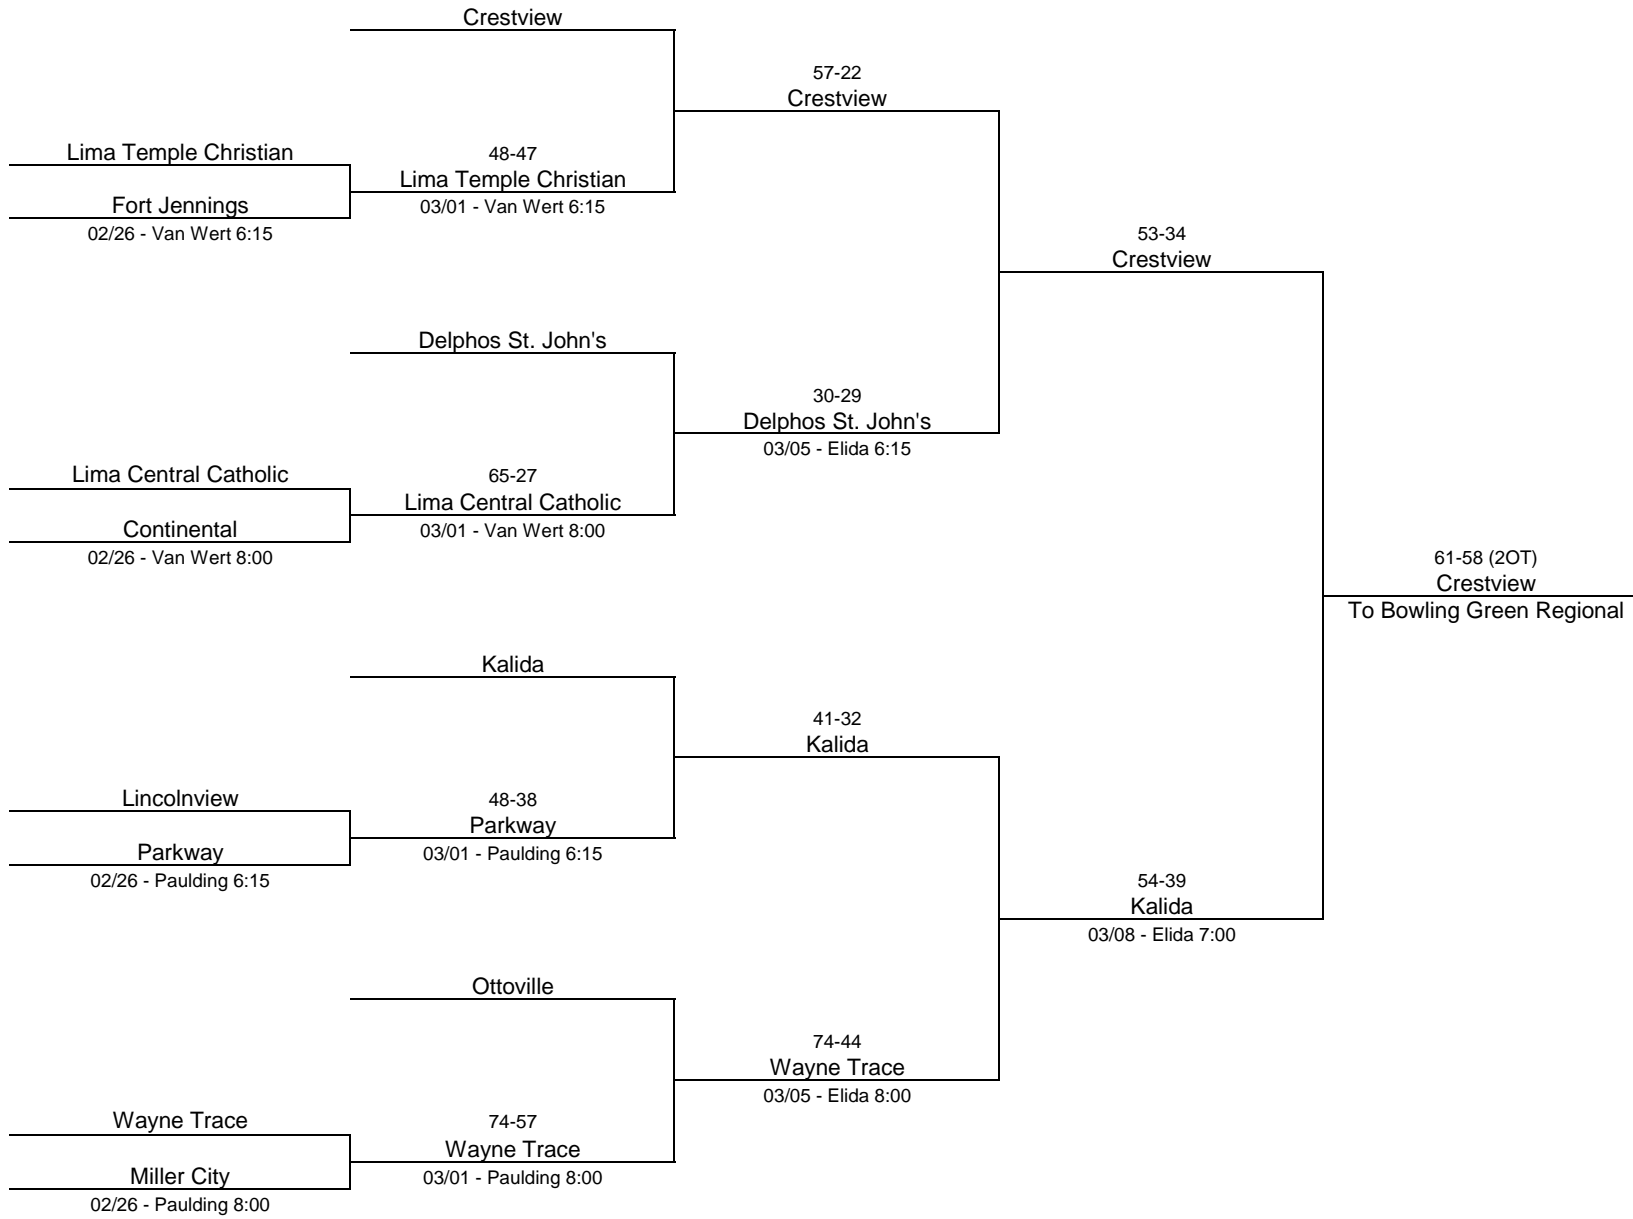 Crestview
57-22
Crestview
Lima Temple Christian
48-47
Lima Temple Christian
Fort Jennings
03/01 - Van Wert 6:15
02/26 - Van Wert 6:15
53-34
Crestview
Delphos St. John's
30-29
Delphos St. John's
03/05 - Elida 6:15
Lima Central Catholic
65-27
Lima Central Catholic
Continental
03/01 - Van Wert 8:00
02/26 - Van Wert 8:00
61-58 (2OT)
Crestview
To Bowling Green Regional
Kalida
41-32
Kalida
Lincolnview
48-38
Parkway
Parkway
03/01 - Paulding 6:15
02/26 - Paulding 6:15
54-39
Kalida
03/08 - Elida 7:00
Ottoville
74-44
Wayne Trace
03/05 - Elida 8:00
Wayne Trace
74-57
Wayne Trace
Miller City
03/01 - Paulding 8:00
02/26 - Paulding 8:00